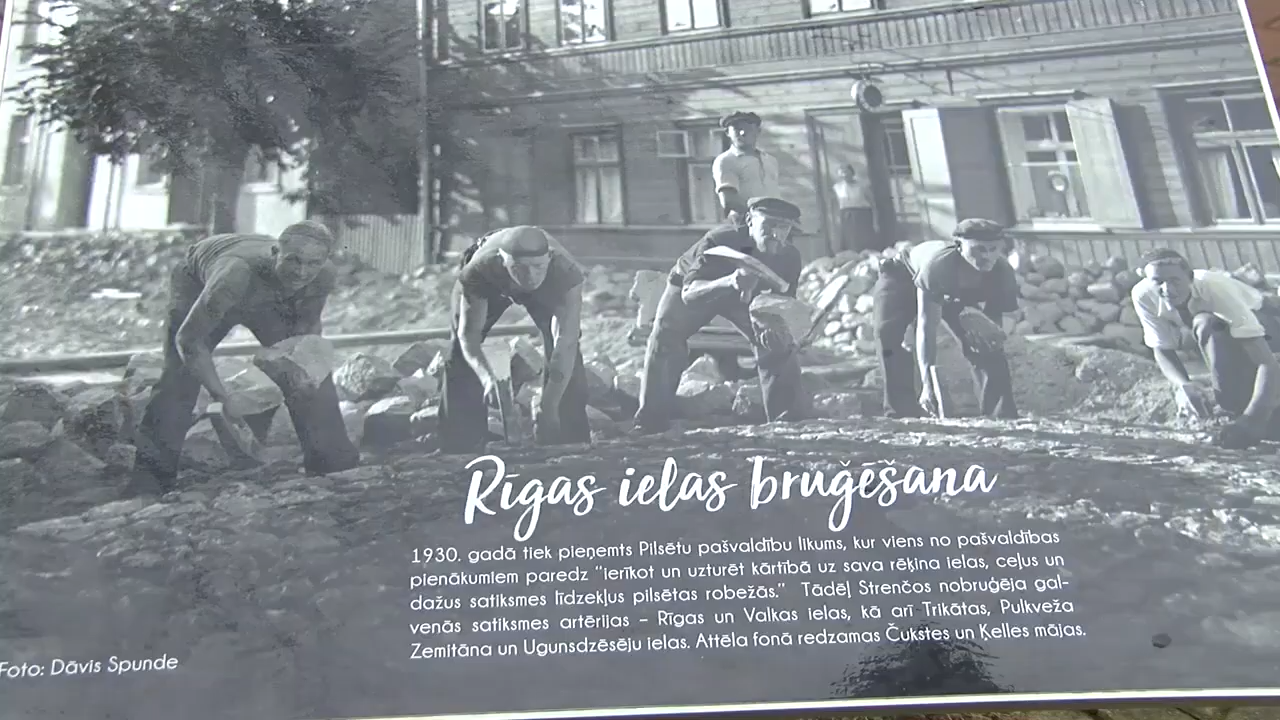 Rīgas ielas bruģēšana
1930. gadā tiek pieņemts Pilsētu pašvaldību likums, kur viens no pašvaldības
pienākumiem paredz “ierīkot un uzturēt kārtībā uz sava rēķina ielas, ceļus un
dažus satiksmes līdzekļus pilsētas robežās.” Tādēļ Strenčos nobruģēja gal-
venās satiksmes artērijas – Rīgas un Valkas ielas, kā arī Trikātas, Pulkveža
Zemitāna un Ugunsdzēsēju ielas. Attēla fonā redzamas Čukstes un Ķelles mājas.
Foto: Dāvis Spunde